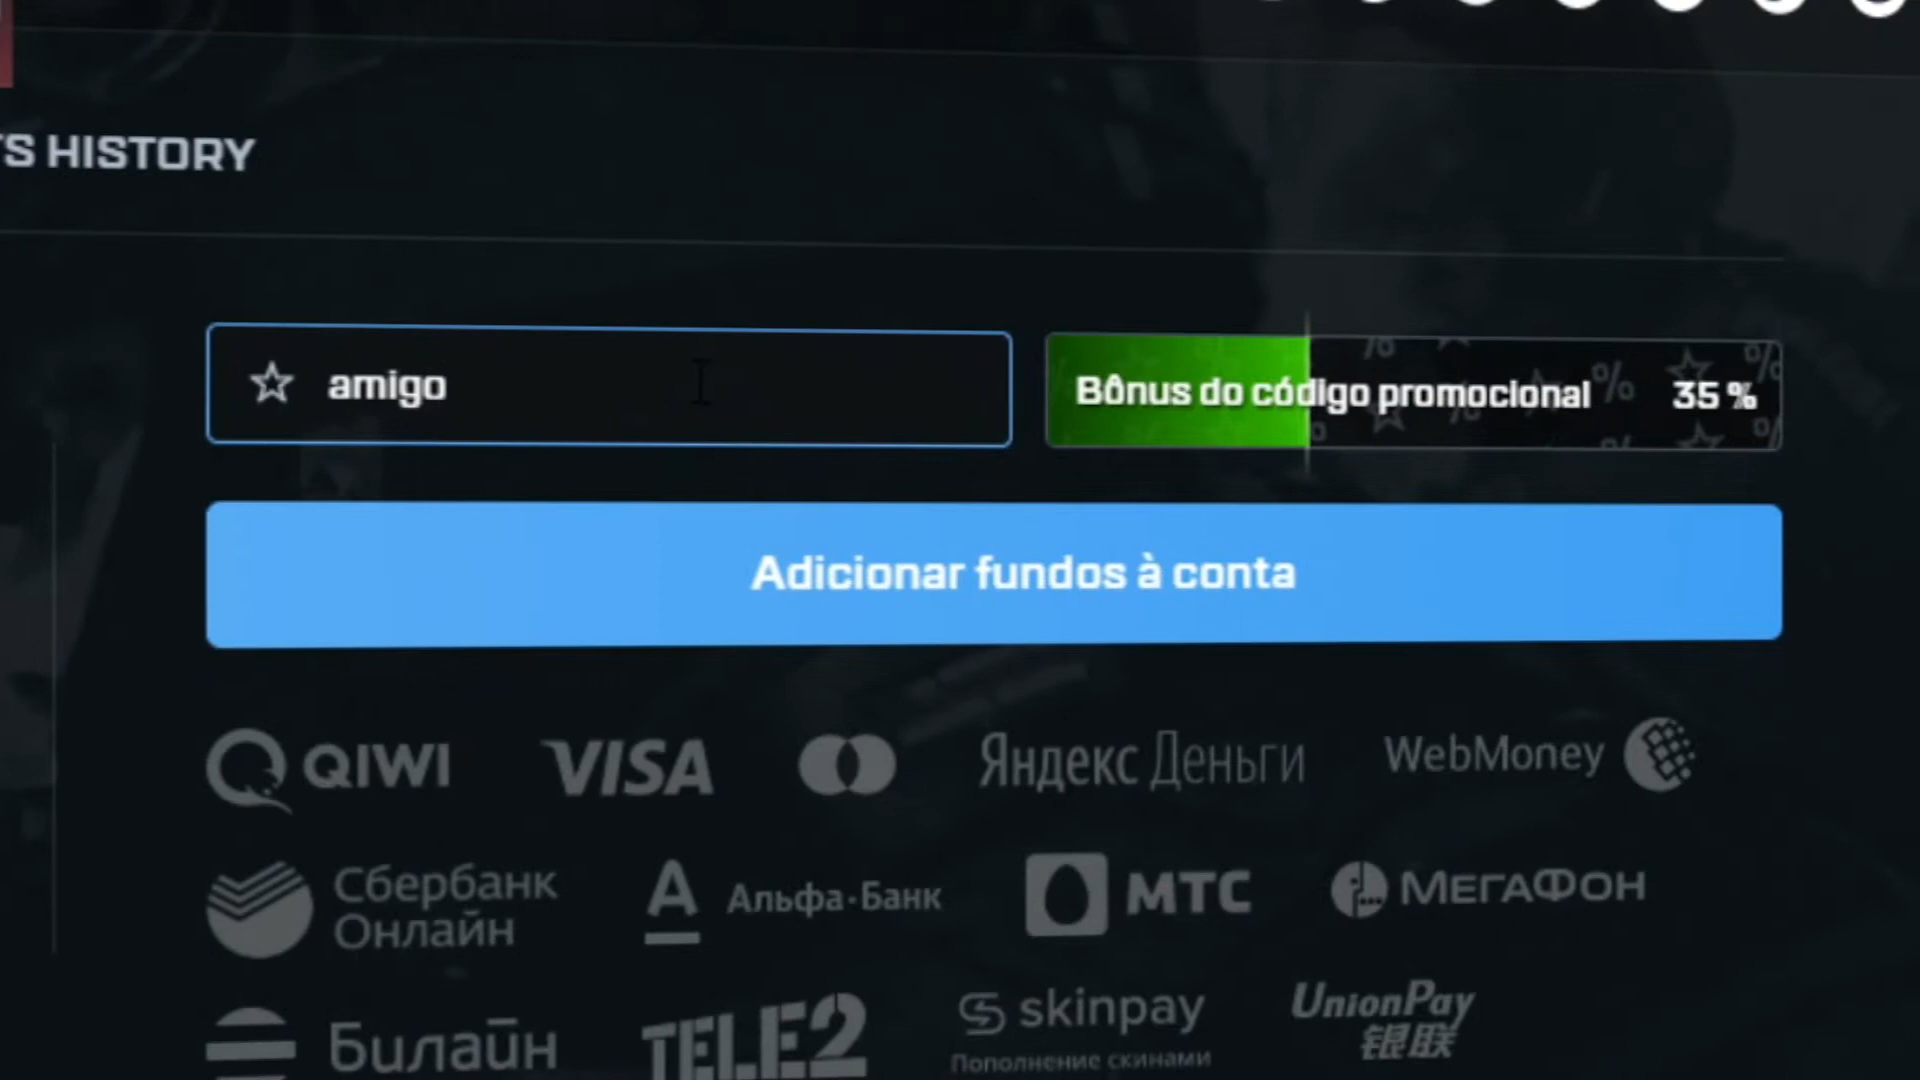 TS HISTORY
amigo
Bônus do código promocional 35 %
Adicionar fundos à conta
QIWI VISA Яндекс Деньги WebMoney
Сбербанк
Онлайн
Альфа·Банк
МТС
МЕГАФОН
Билайн
TELE2
skinpay
Пополнение скинами
UnionPay
银联